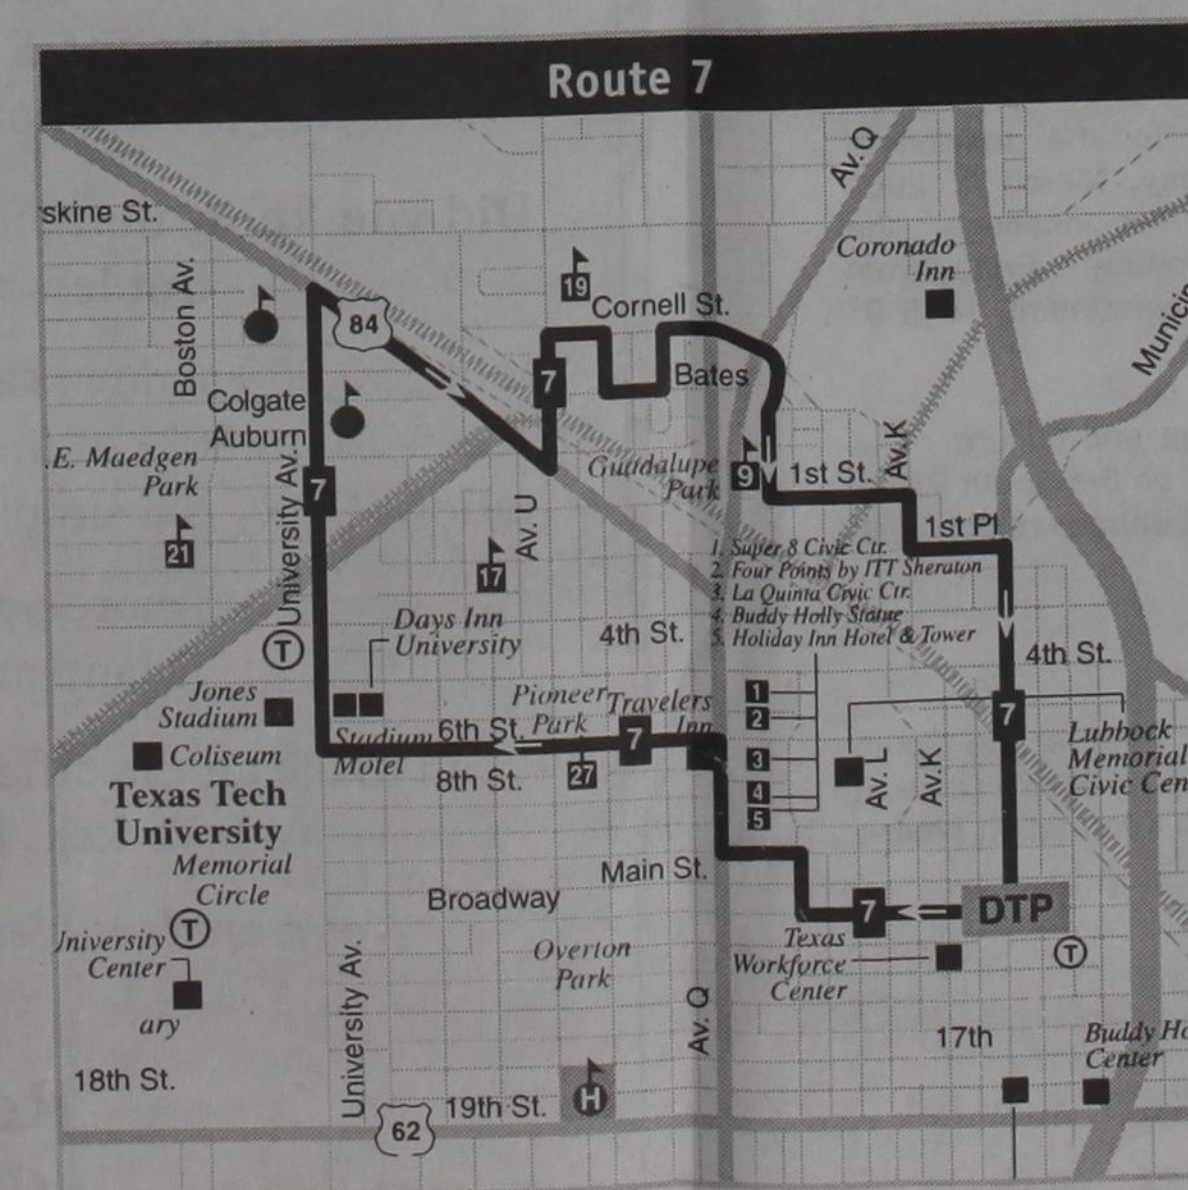 Route 7
Av. Q
skine St.
Coronado
Inn
Boston Av.
19
Cornell St.
84
Municip
7
Bates
Colgate
Auburn
.E. Maedgen
Park
Guadalupe
Park
9
1st St.
Av. K
7
University Av.
21
Av. U
1st Pl
17
1. Super 8 Civic Ctr.
2. Four Points by ITT Sheraton
3. La Quinta Civic Ctr.
4. Buddy Holly Statue
5. Holiday Inn Hotel & Tower
Days Inn
University
4th St.
4th St.
T
Jones
Stadium
Pioneer
Park
Travelers
Inn
1
2
3
4
5
7
Stadium
Motel
6th St.
7
8th St.
27
Av. L
Av. K
Lubbock
Memorial
Civic Cen
Coliseum
Texas Tech
University
Memorial
Circle
Main St.
Broadway
7
DTP
T
University
Center
T
Overton
Park
Texas
Workforce
Center
ary
University Av.
Av. Q
17th
Buddy Ho
Center
18th St.
19th St.
H
62